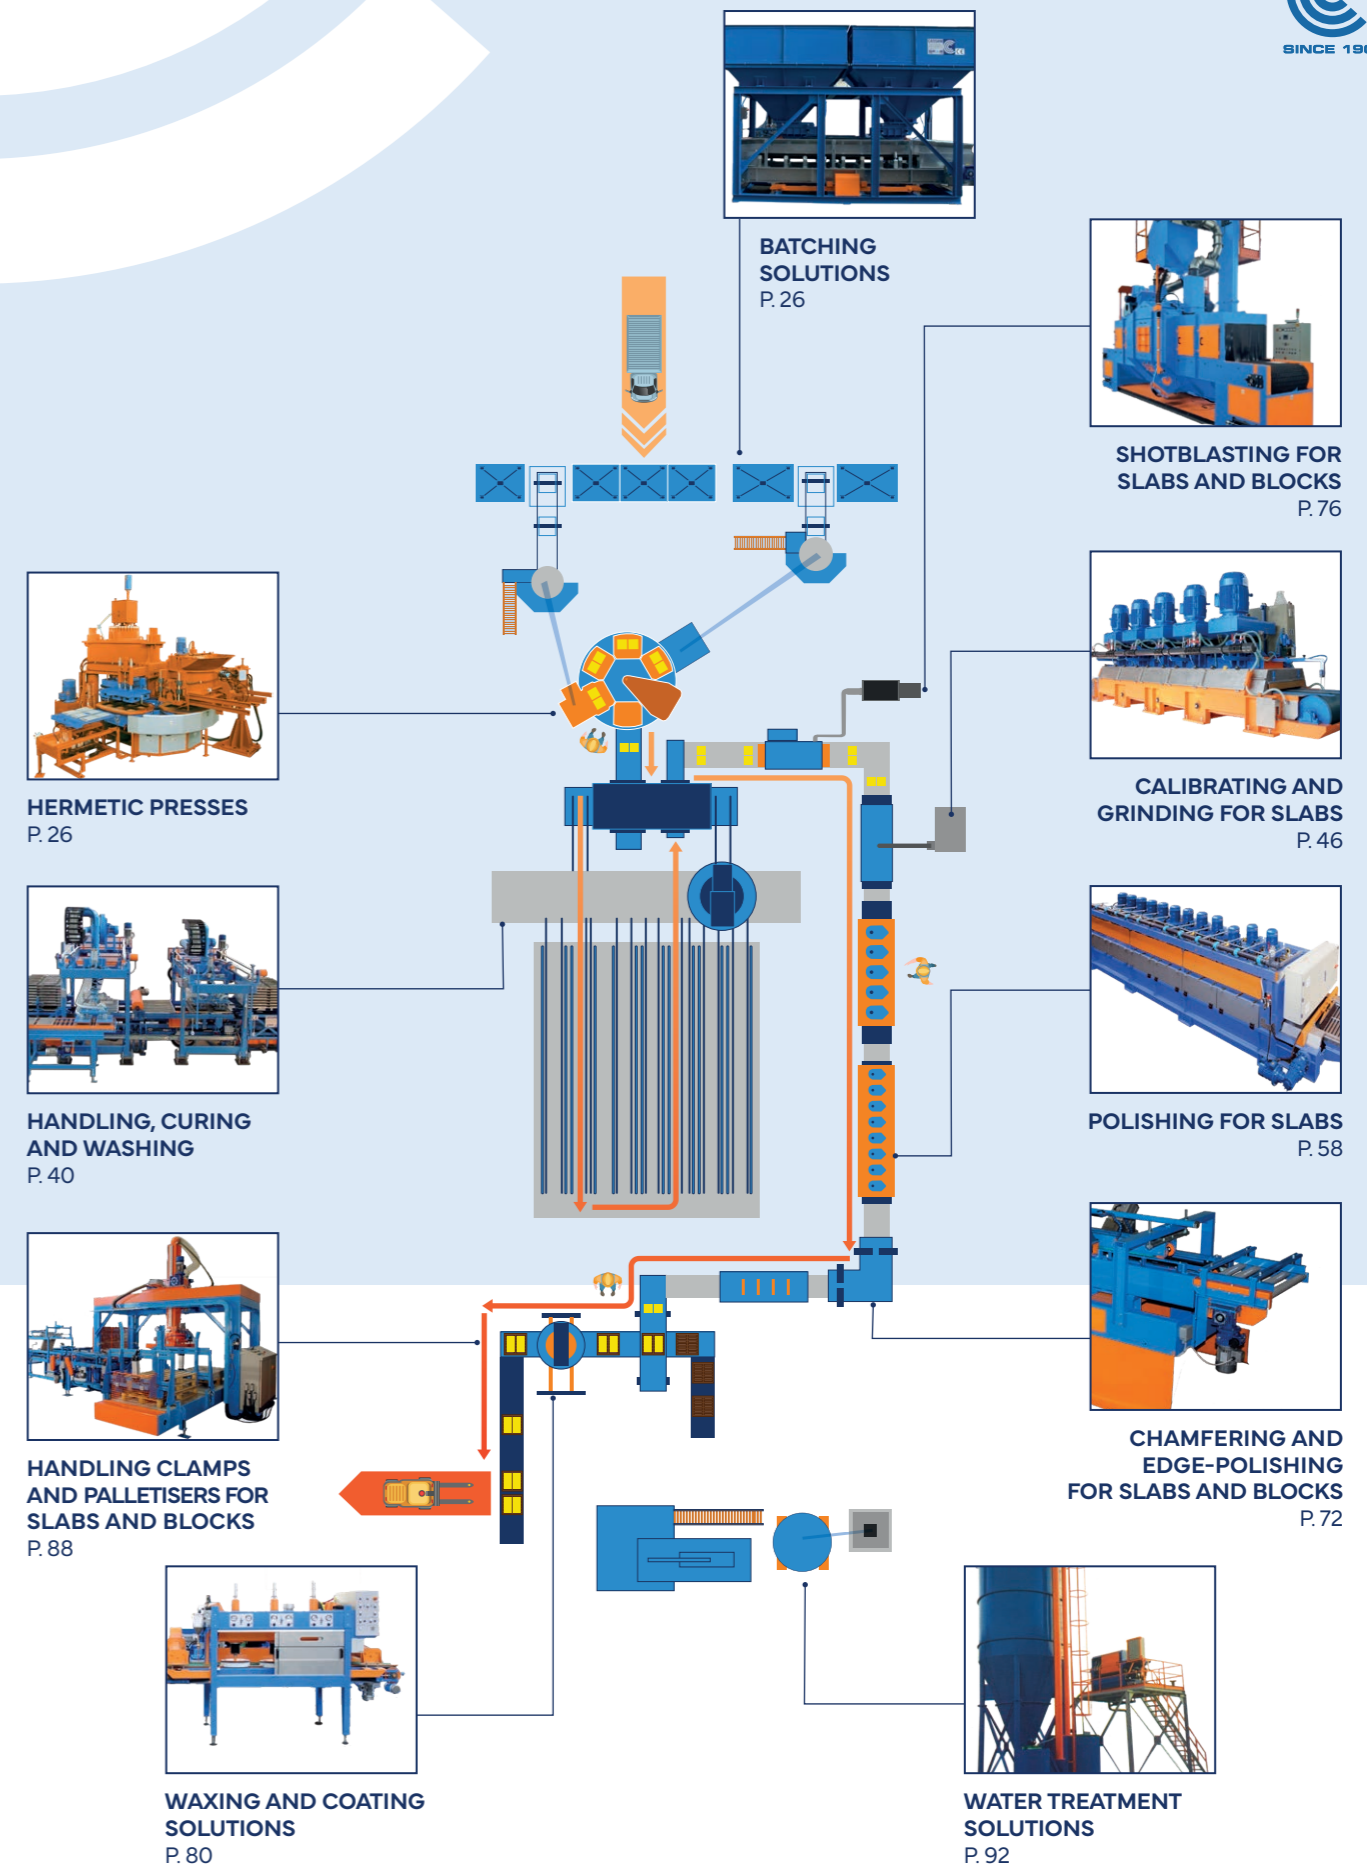 SINCE 19
BATCHING
SOLUTIONS
P. 26
SHOTBLASTING FOR
SLABS AND BLOCKS
P. 76
HERMETIC PRESSES
P. 26
CALIBRATING AND
GRINDING FOR SLABS
P. 46
HANDLING, CURING
AND WASHING
P. 40
POLISHING FOR SLABS
P. 58
HANDLING CLAMPS
AND PALLETISERS FOR
SLABS AND BLOCKS
P. 88
CHAMFERING AND
EDGE-POLISHING
FOR SLABS AND BLOCKS
P. 72
WAXING AND COATING
SOLUTIONS
P. 80
WATER TREATMENT
SOLUTIONS
P. 92